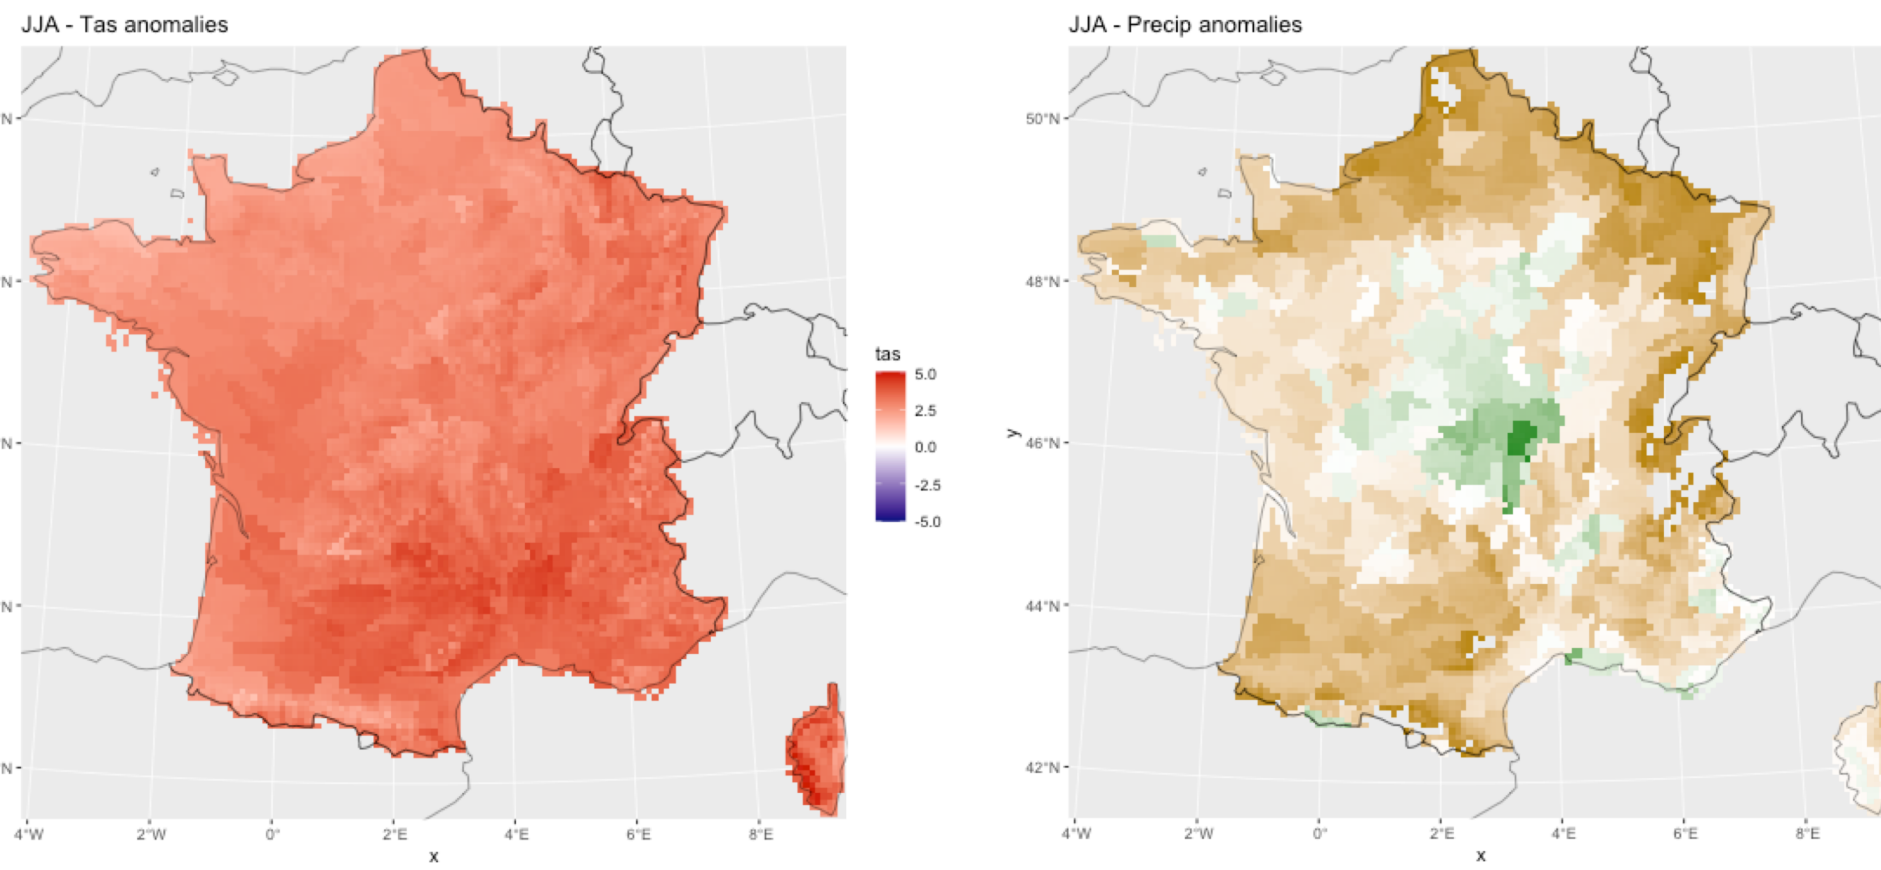 JJA - Tas anomalies
N
N
N
N
N
4°W
2°W
0°
2°E
4°E
6°E
8°E
x
tas
5.0
2.5
0.0
-2.5
-5.0
JJA - Precip anomalies
50°N
48°N
46°N
44°N
42°N
y
4°W
2°W
0°
2°E
4°E
6°E
8°E
x